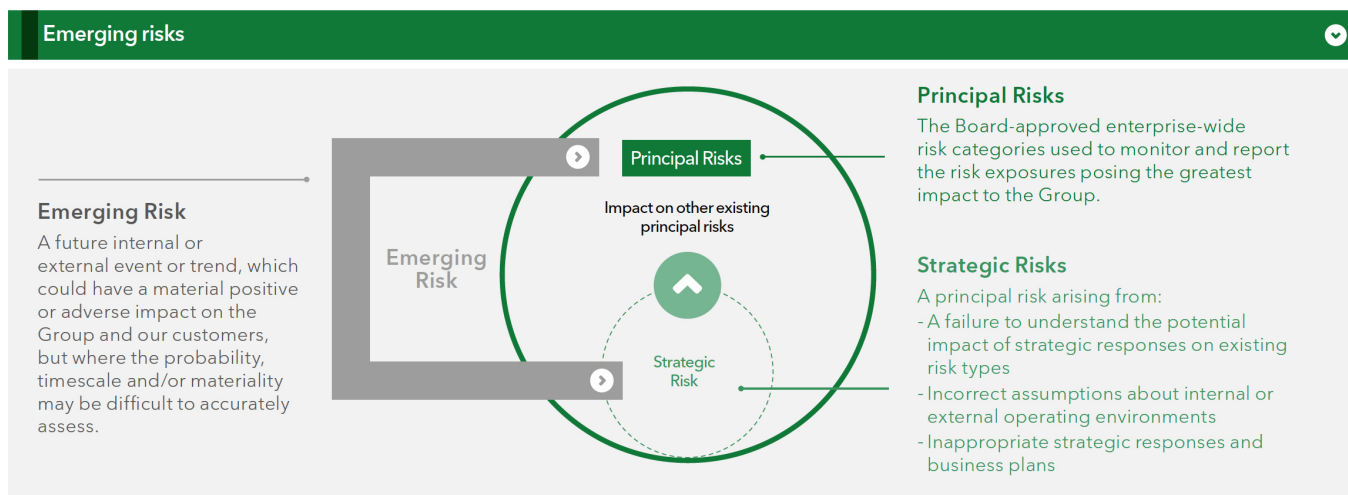 Emerging risks
Emerging Risk
A future internal or
external event or trend, which
could have a material positive
or adverse impact on the
Group and our customers,
but where the probability,
timescale and/or materiality
may be difficult to accurately
assess.
Emerging
Risk
Principal Risks
Impact on other existing
principal risks
Strategic
Risk
Principal Risks
The Board-approved enterprise-wide
risk categories used to monitor and report
the risk exposures posing the greatest
impact to the Group.
Strategic Risks
A principal risk arising from:
- A failure to understand the potential
impact of strategic responses on existing
risk types
- Incorrect assumptions about internal or
external operating environments
- Inappropriate strategic responses and
business plans